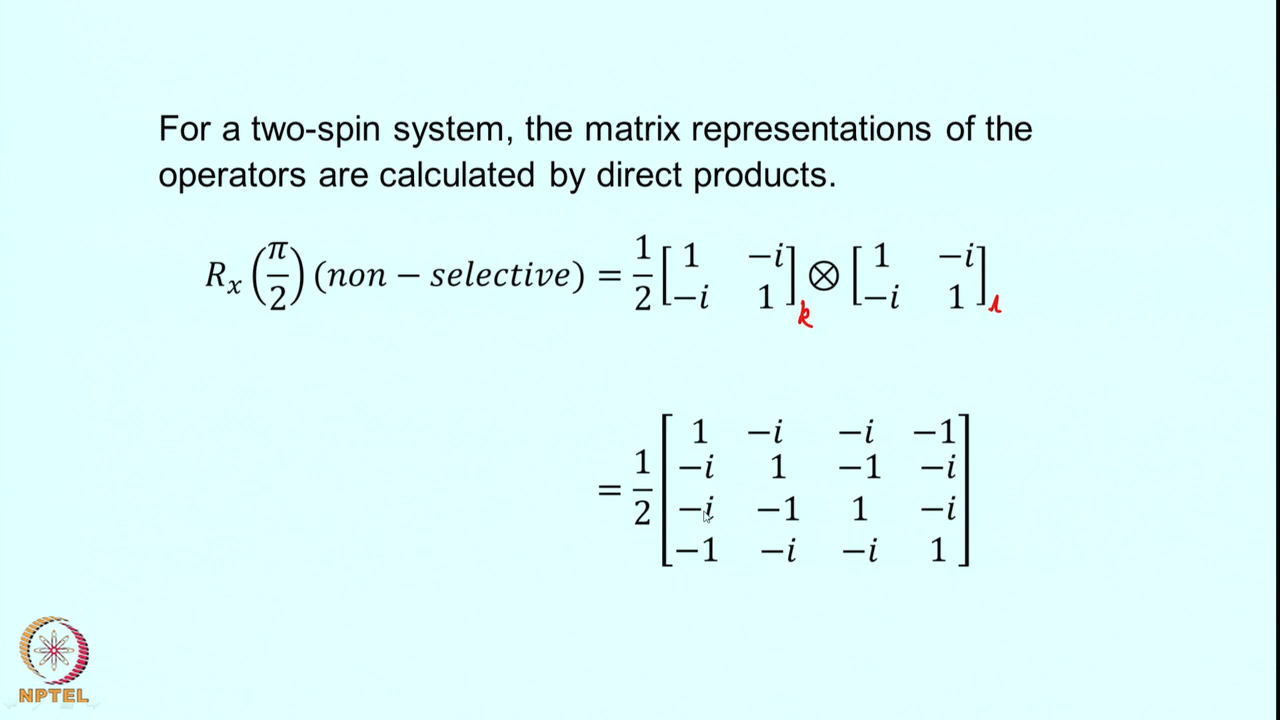 For a two-spin system, the matrix representations of the
operators are calculated by direct products.
R_x (π/2) (non − selective) = 1/2 [1 −i; −i 1]_k ⊗ [1 −i; −i 1]_l
= 1/2 [1 −i −i −1; −i 1 −1 −i; −i −1 1 −i; −1 −i −i 1]
NPTEL